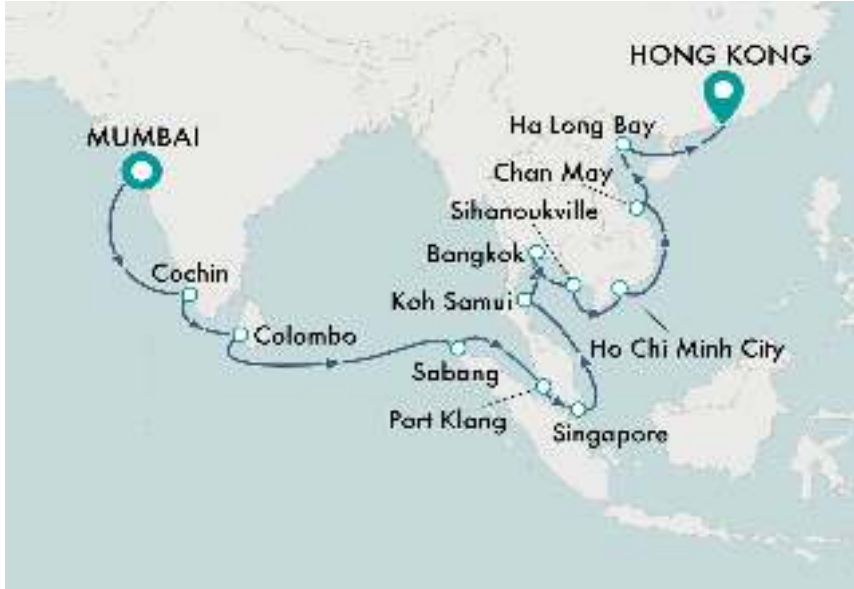 HONG KONG
MUMBAI
Ha Long Bay
Chan May
Sihanoukville
Bangkok
Cochin
Koh Samui
Colombo
Ho Chi Minh City
Sabang
Port Klang
Singapore